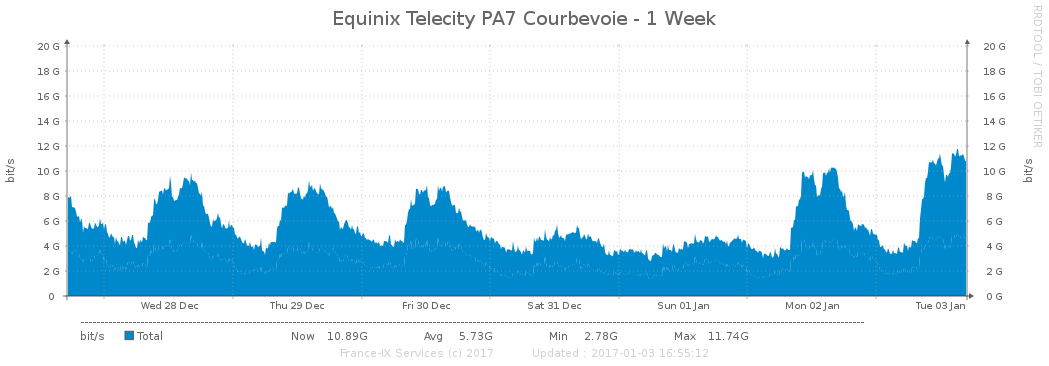 Equinix Telecity PA7 Courbevoie - 1 Week
RRDTOOL / TOBI OETIKER
20 G 20 G
18 G 18 G
16 G 16 G
14 G 14 G
12 G 12 G
10 G 10 G
8 G 8 G
6 G 6 G
4 G 4 G
2 G 2 G
0 0 G
bit/s
bit/s
Wed 28 Dec Thu 29 Dec Fri 30 Dec Sat 31 Dec Sun 01 Jan Mon 02 Jan Tue 03 Jan
bit/s Total Now 10.89G Avg 5.73G Min 2.78G Max 11.74G
France-IX Services (c) 2017 Updated : 2017-01-03 16:55:12